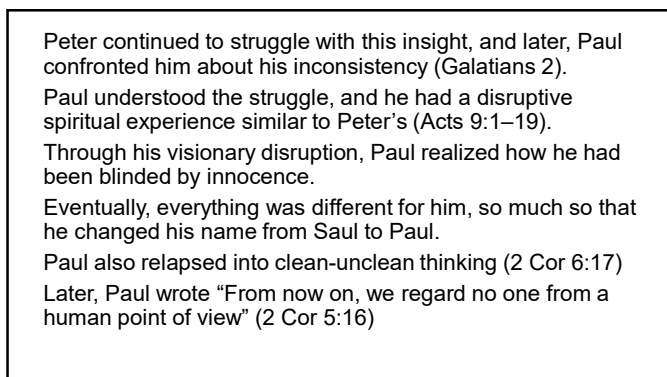 Peter continued to struggle with this insight, and later, Paul
confronted him about his inconsistency (Galatians 2).
Paul understood the struggle, and he had a disruptive
spiritual experience similar to Peter's (Acts 9:1–19).
Through his visionary disruption, Paul realized how he had
been blinded by innocence.
Eventually, everything was different for him, so much so that
he changed his name from Saul to Paul.
Paul also relapsed into clean-unclean thinking (2 Cor 6:17)
Later, Paul wrote “From now on, we regard no one from a
human point of view” (2 Cor 5:16)